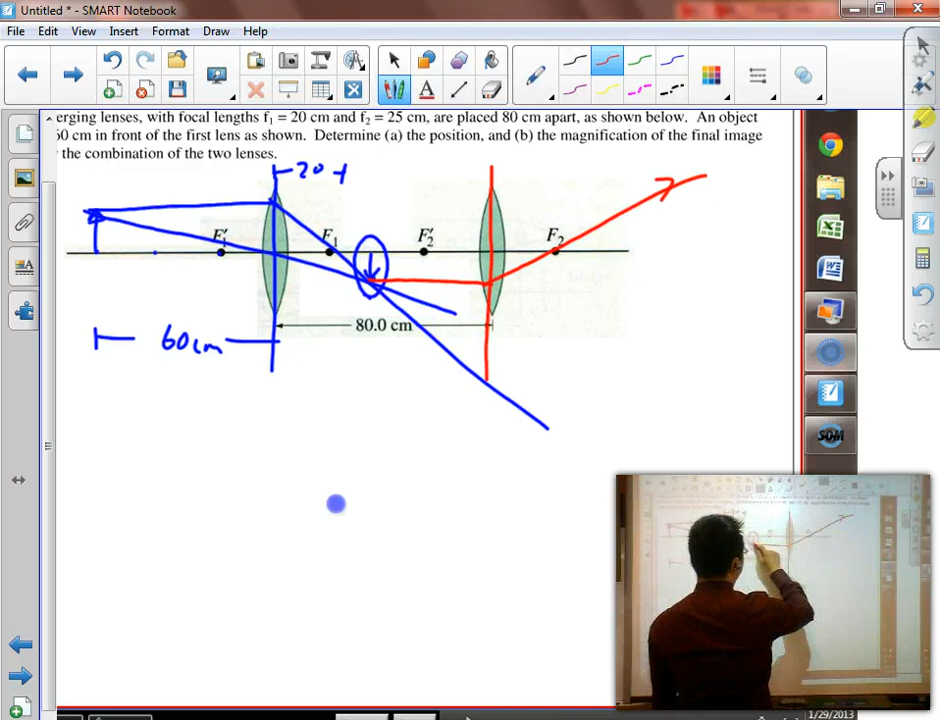 Untitled * - SMART Notebook
File Edit View Insert Format Draw Help
erging lenses, with focal lengths f₁ = 20 cm and f₂ = 25 cm, are placed 80 cm apart, as shown below. An object
60 cm in front of the first lens as shown. Determine (a) the position, and (b) the magnification of the final image
the combination of the two lenses.
20
F₁′ F₁ F₂′ F₂
80.0 cm
60cm
1/29/2013